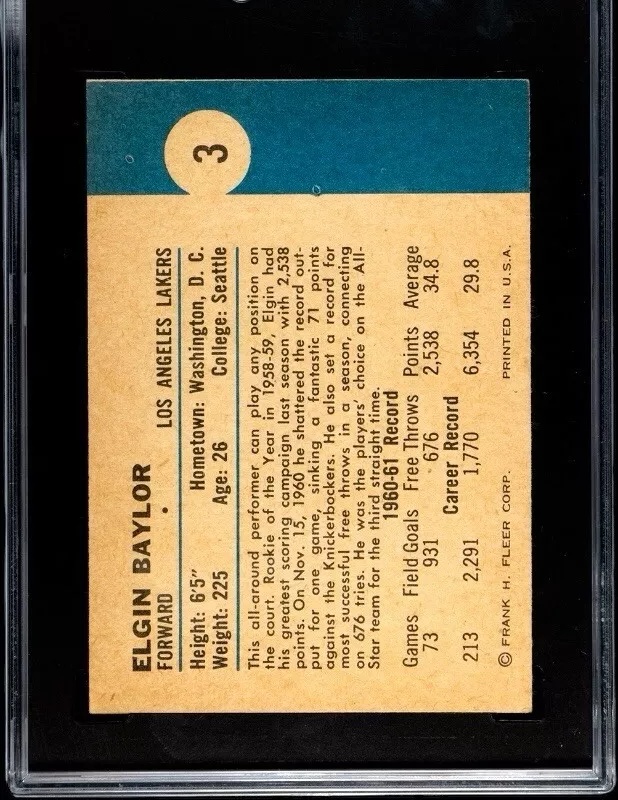 3
ELGIN BAYLOR
FORWARD LOS ANGELES LAKERS
Height: 6'5" Hometown: Washington, D. C.
Weight: 225 Age: 26 College: Seattle
This all-around performer can play any position on
the court. Rookie of the Year in 1958-59, Elgin had
his greatest scoring campaign last season with 2,538
points. On Nov. 15, 1960 he shattered the record out-
put for one game, sinking a fantastic 71 points
against the Knickerbockers. He also set a record for
most successful free throws in a season, connecting
on 676 tries. He was the players' choice on the All-
Star team for the third straight time.
1960-61 Record
Games Field Goals Free Throws Points Average
73 931 676 2,538 34.8
Career Record
213 2,291 1,770 6,354 29.8
© FRANK H. FLEER CORP. PRINTED IN U.S.A.